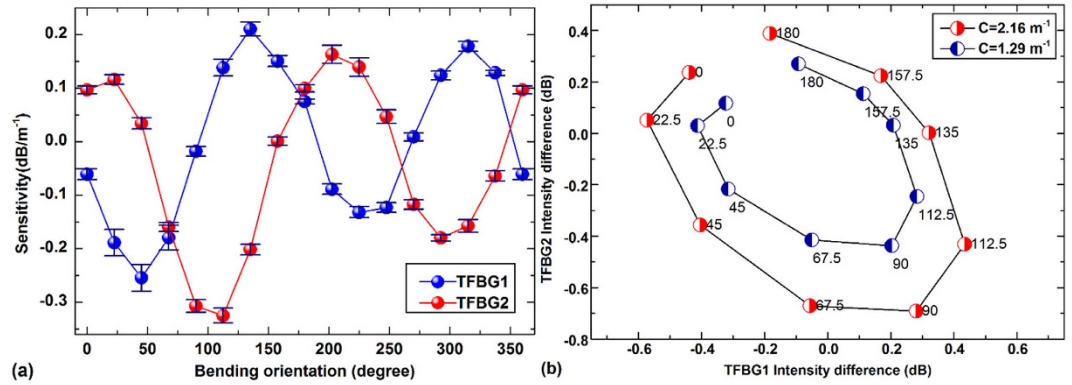 0.2
0.1
0.0
-0.1
-0.2
-0.3
Sensitivity(dB/m⁻¹)
TFBG1
TFBG2
0 50 100 150 200 250 300 350
Bending orientation (degree)
(a)
0.4
0.2
0.0
-0.2
-0.4
-0.6
-0.8
TFBG2 Intensity difference (dB)
C=2.16 m⁻¹
C=1.29 m⁻¹
180
0
157.5
22.5
135
180
157.5
0
135
22.5
45
45
112.5
112.5
67.5
90
67.5
90
-0.6 -0.4 -0.2 0.0 0.2 0.4 0.6
TFBG1 Intensity difference (dB)
(b)